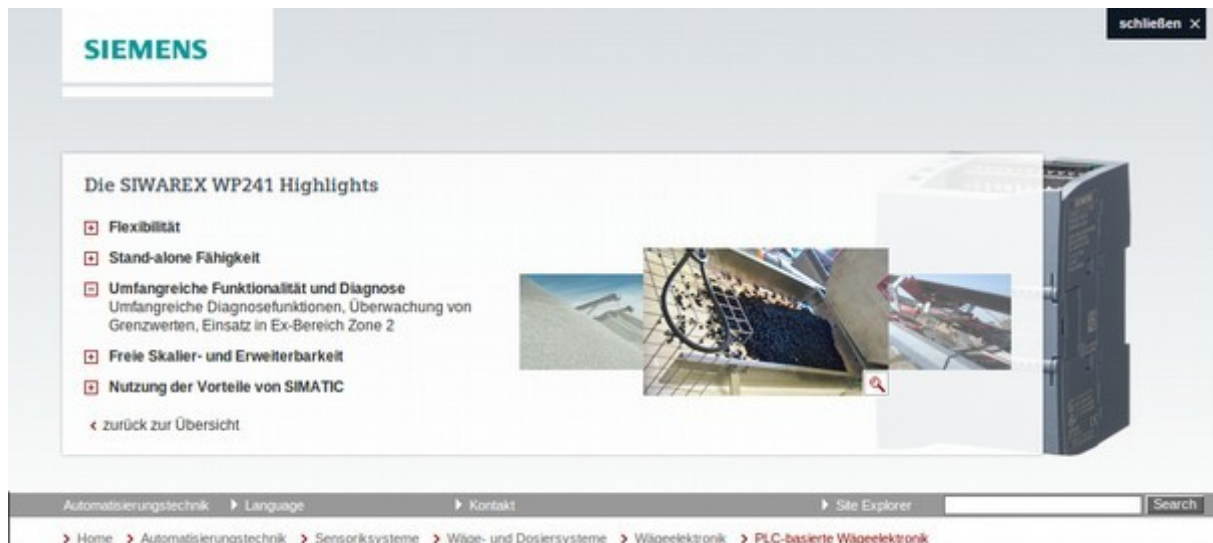 schließen ×
SIEMENS
Die SIWAREX WP241 Highlights
Flexibilität
Stand-alone Fähigkeit
Umfangreiche Funktionalität und Diagnose
Umfangreiche Diagnosefunktionen, Überwachung von
Grenzwerten, Einsatz in Ex-Bereich Zone 2
Freie Skalier- und Erweiterbarkeit
Nutzung der Vorteile von SIMATIC
zurück zur Übersicht
SIEMENS
Automatisierungstechnik Language Kontakt Site Explorer Search
Home Automatisierungstechnik Sensoriksysteme Wäge- und Dosiersysteme Wägeelektronik PLC-basierte Wägeelektronik